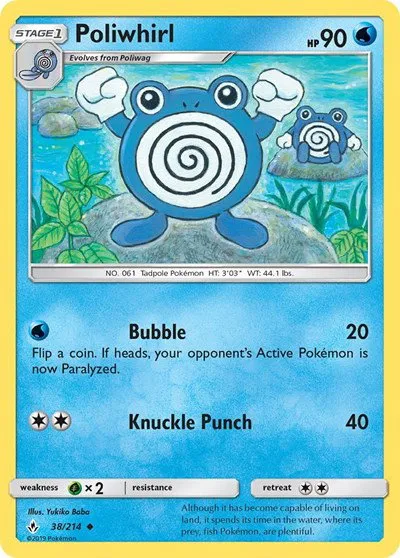 STAGE1 Poliwhirl HP 90
Evolves from Poliwag
NO. 061 Tadpole Pokémon HT: 3'03" WT: 44.1 lbs.
Bubble 20
Flip a coin. If heads, your opponent's Active Pokémon is
now Paralyzed.
Knuckle Punch 40
weakness × 2 resistance retreat
Illus. Yukiko Baba
38/214
©2019 Pokémon
Although it has become capable of living on
land, it spends its time in the water, where its
prey, fish Pokémon, are plentiful.